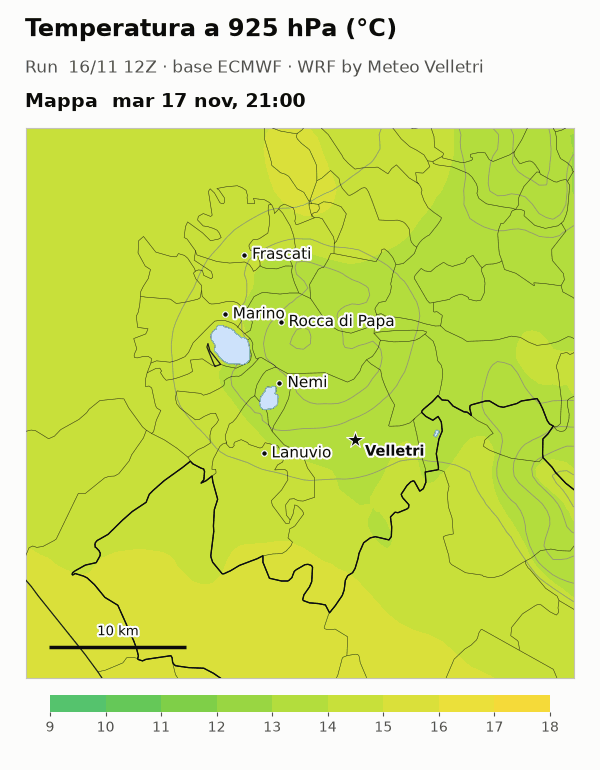 Temperatura a 925 hPa (°C)
Run  16/11 12Z · base ECMWF · WRF by Meteo Velletri
Mappa  mar 17 nov, 21:00
Frascati
Marino
Rocca di Papa
Nemi
Velletri
Lanuvio
10 km
9 10 11 12 13 14 15 16 17 18